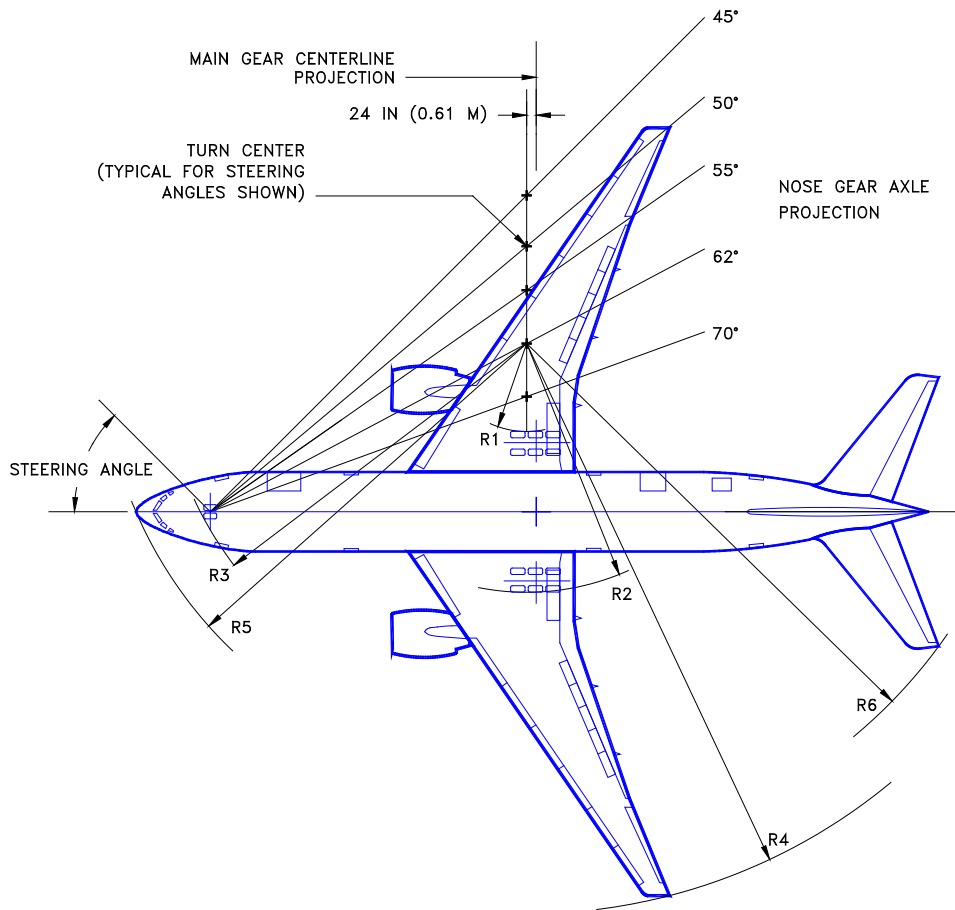 45°
MAIN GEAR CENTERLINE
PROJECTION
50°
24 IN (0.61 M)
TURN CENTER
(TYPICAL FOR STEERING
ANGLES SHOWN)
55°
NOSE GEAR AXLE
PROJECTION
62°
70°
R1
STEERING ANGLE
R3
R2
R5
R6
R4